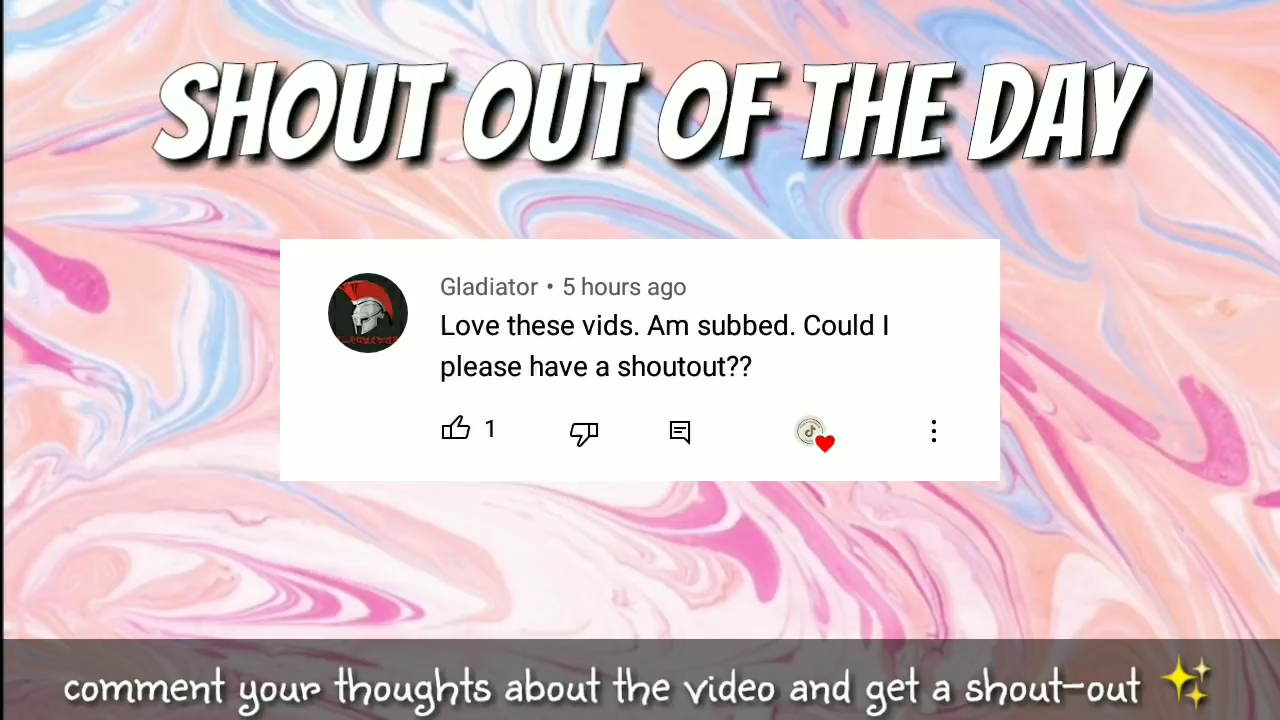 SHOUT OUT OF THE DAY
Gladiator • 5 hours ago
Love these vids. Am subbed. Could I
please have a shoutout??
1
comment your thoughts about the video and get a shout-out ✨